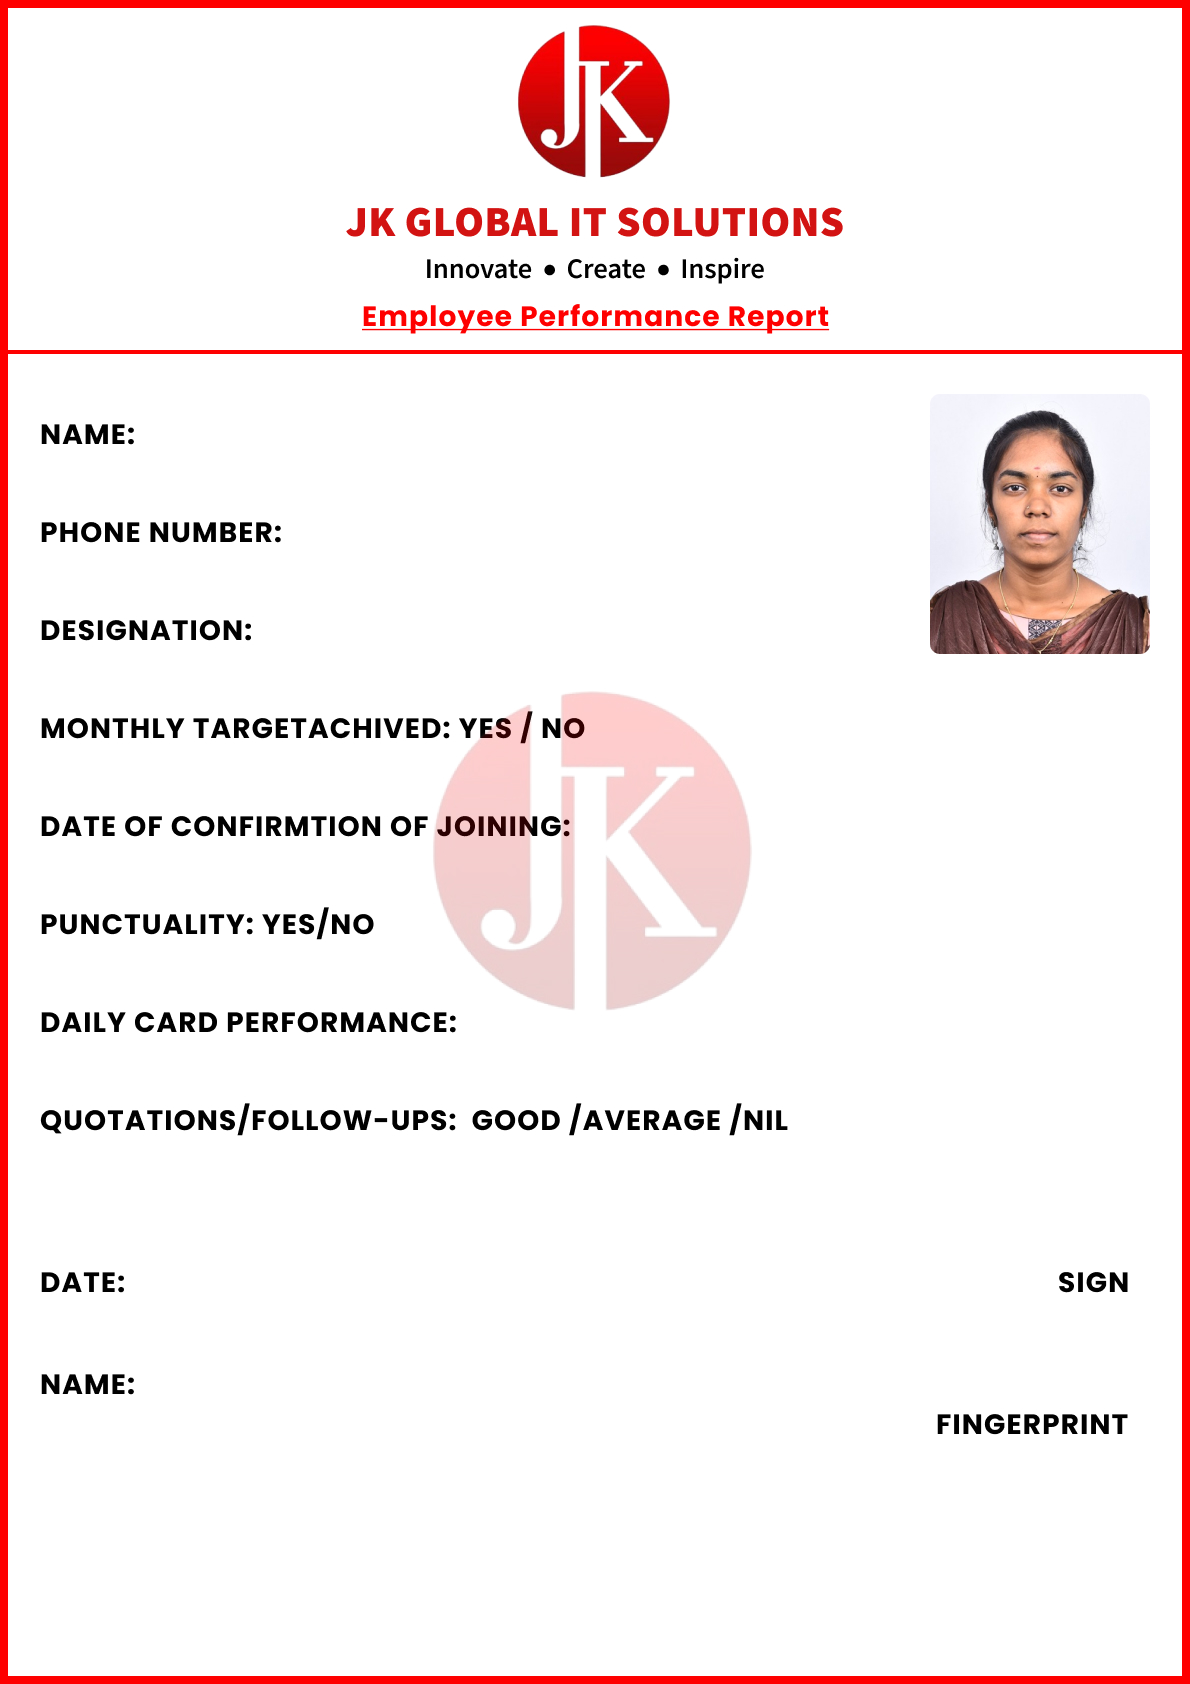 JK
JK GLOBAL IT SOLUTIONS
Innovate • Create • Inspire
Employee Performance Report
NAME:
PHONE NUMBER:
DESIGNATION:
MONTHLY TARGETACHIVED: YES / NO
DATE OF CONFIRMTION OF JOINING:
JK
PUNCTUALITY: YES/NO
DAILY CARD PERFORMANCE:
QUOTATIONS/FOLLOW-UPS: GOOD /AVERAGE /NIL
DATE:
SIGN
NAME:
FINGERPRINT